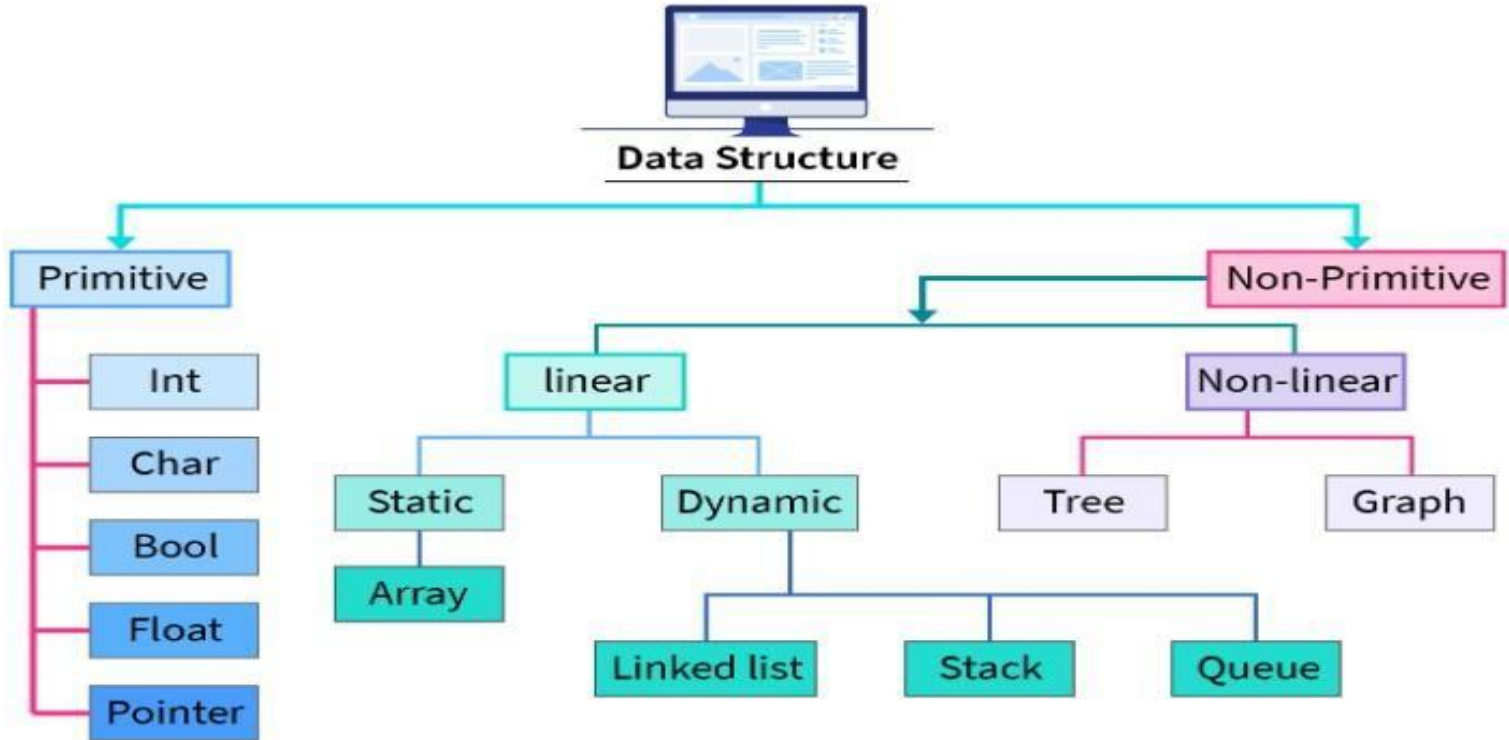 Data Structure
Primitive
Non-Primitive
Int
linear
Non-linear
Char
Static
Dynamic
Tree
Graph
Bool
Array
Float
Linked list
Stack
Queue
Pointer